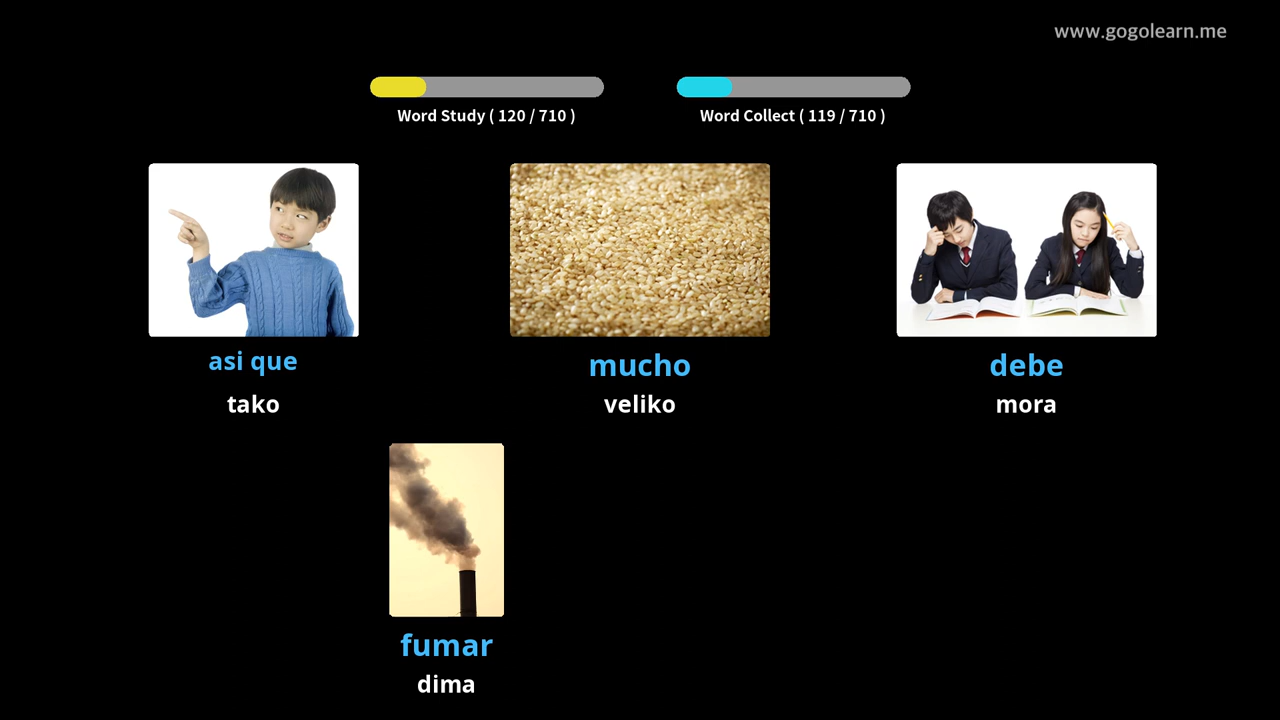 www.gogolearn.me
Word Study ( 120 / 710 )
Word Collect ( 119 / 710 )
asi que
tako
mucho
veliko
debe
mora
fumar
dima